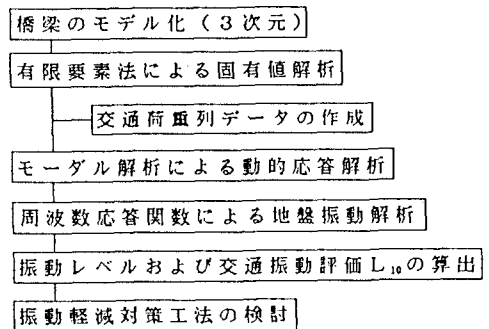 橋梁のモデル化（3次元）
有限要素法による固有値解析
交通荷重列データの作成
モーダル解析による動的応答解析
周波数応答関数による地盤振動解析
振動レベルおよび交通振動評価L₁₀の算出
振動軽減対策工法の検討